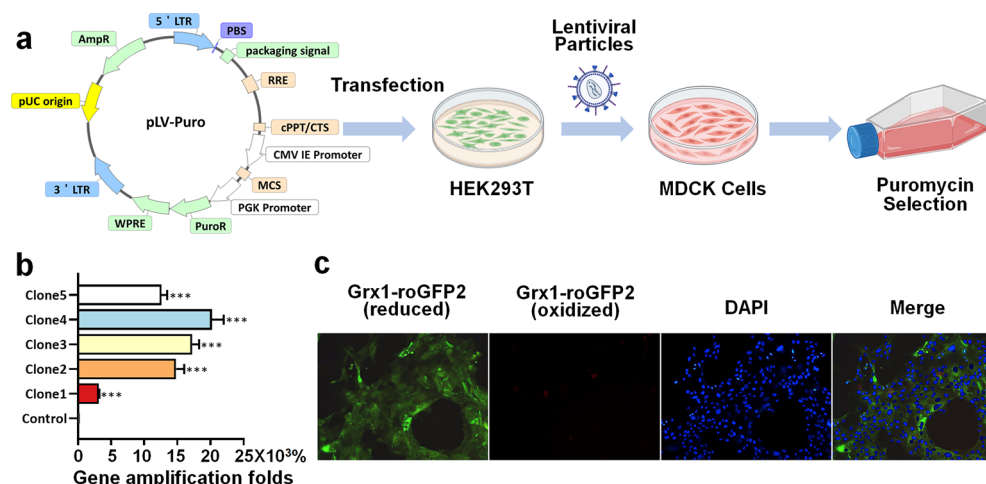 a
5 ' LTR
PBS
AmpR
packaging signal
RRE
pUC origin
pLV-Puro
cPPT/CTS
CMV IE Promoter
3 ' LTR
MCS
PGK Promoter
WPRE
PuroR
Transfection
Lentiviral
Particles
HEK293T
MDCK Cells
Puromycin
Selection
b
Clone5
***
Clone4
***
Clone3
***
Clone2
***
Clone1
***
Control
0 5 10 15 20 25X10³%
Gene amplification folds
c
Grx1-roGFP2
(reduced)
Grx1-roGFP2
(oxidized)
DAPI
Merge